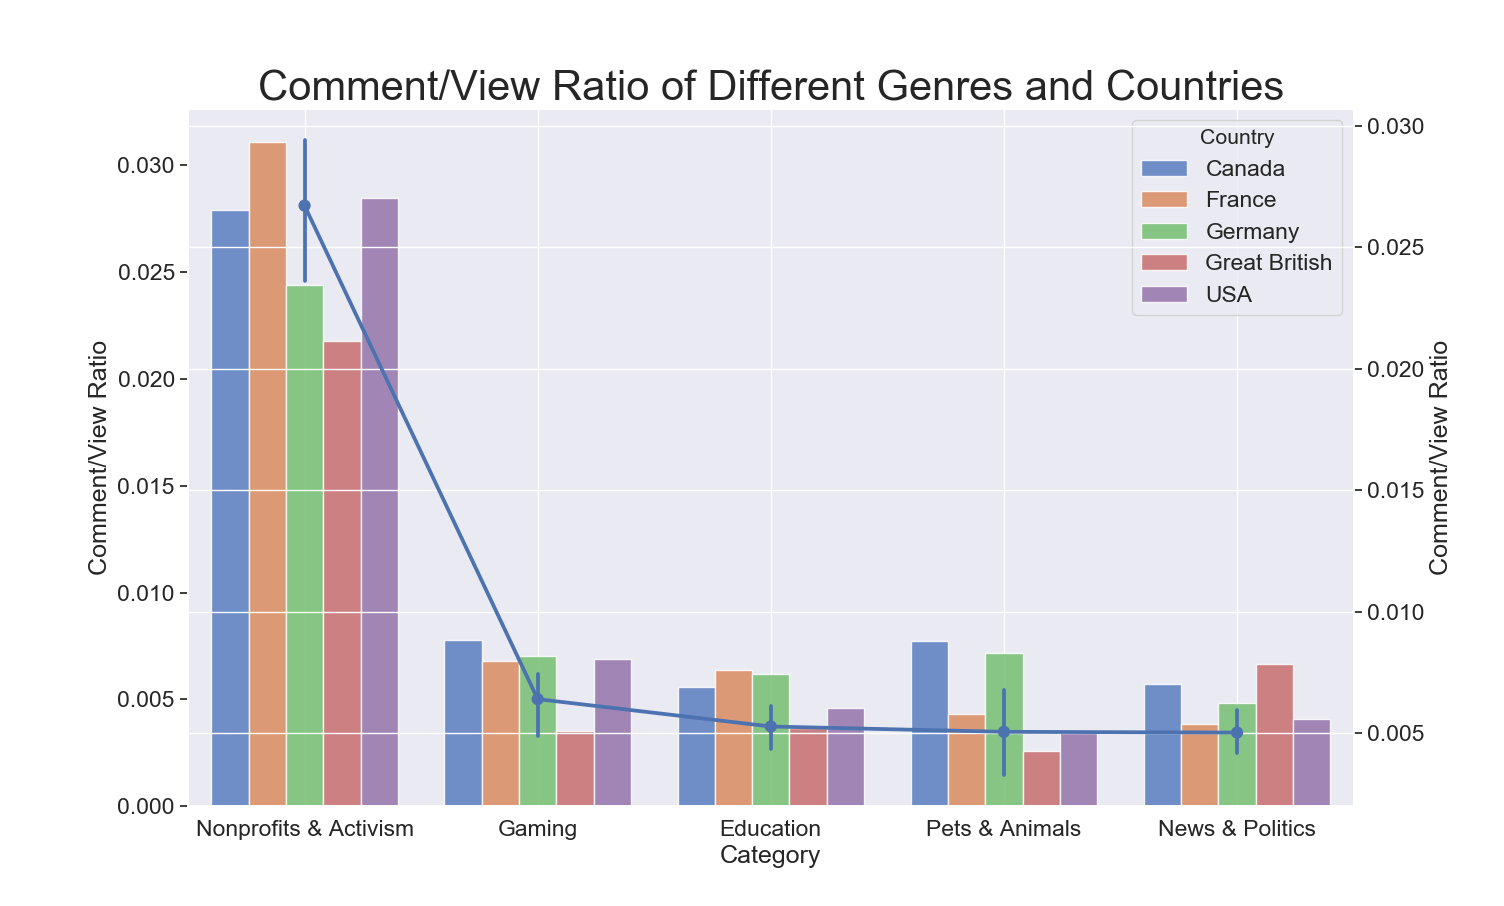 Comment/View Ratio of Different Genres and Countries
Comment/View Ratio
0.030
0.025
0.020
0.015
0.010
0.005
0.000
Country
Canada
France
Germany
Great British
USA
0.030
0.025
0.020
0.015
0.010
0.005
Comment/View Ratio
Nonprofits & Activism
Gaming
Education
Pets & Animals
News & Politics
Category